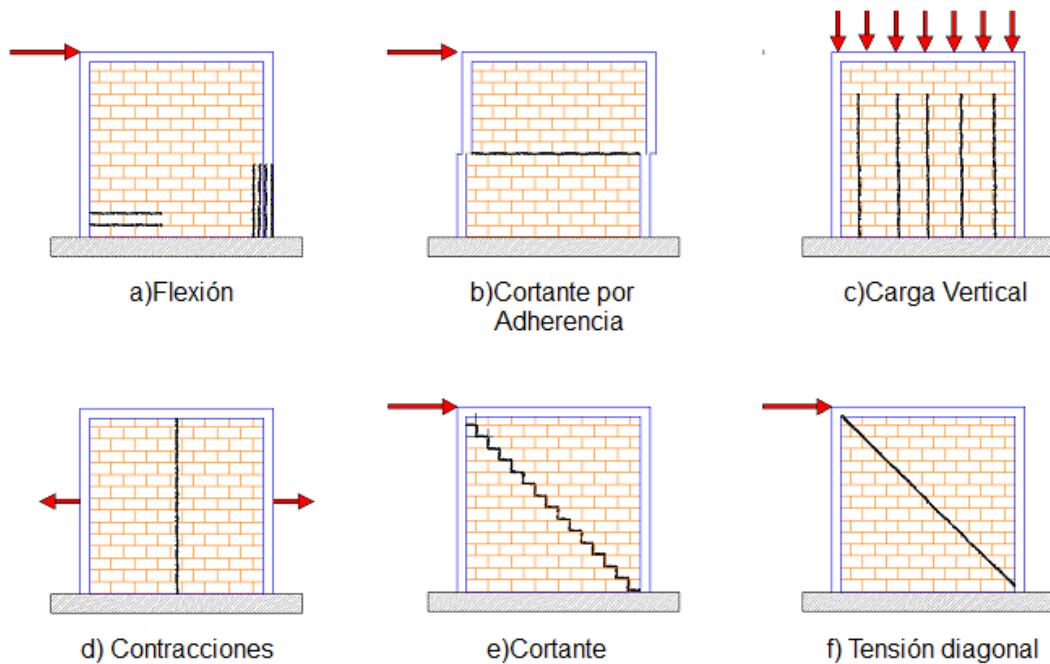 a)Flexión
b)Cortante por
Adherencia
c)Carga Vertical
d) Contracciones
e)Cortante
f) Tensión diagonal